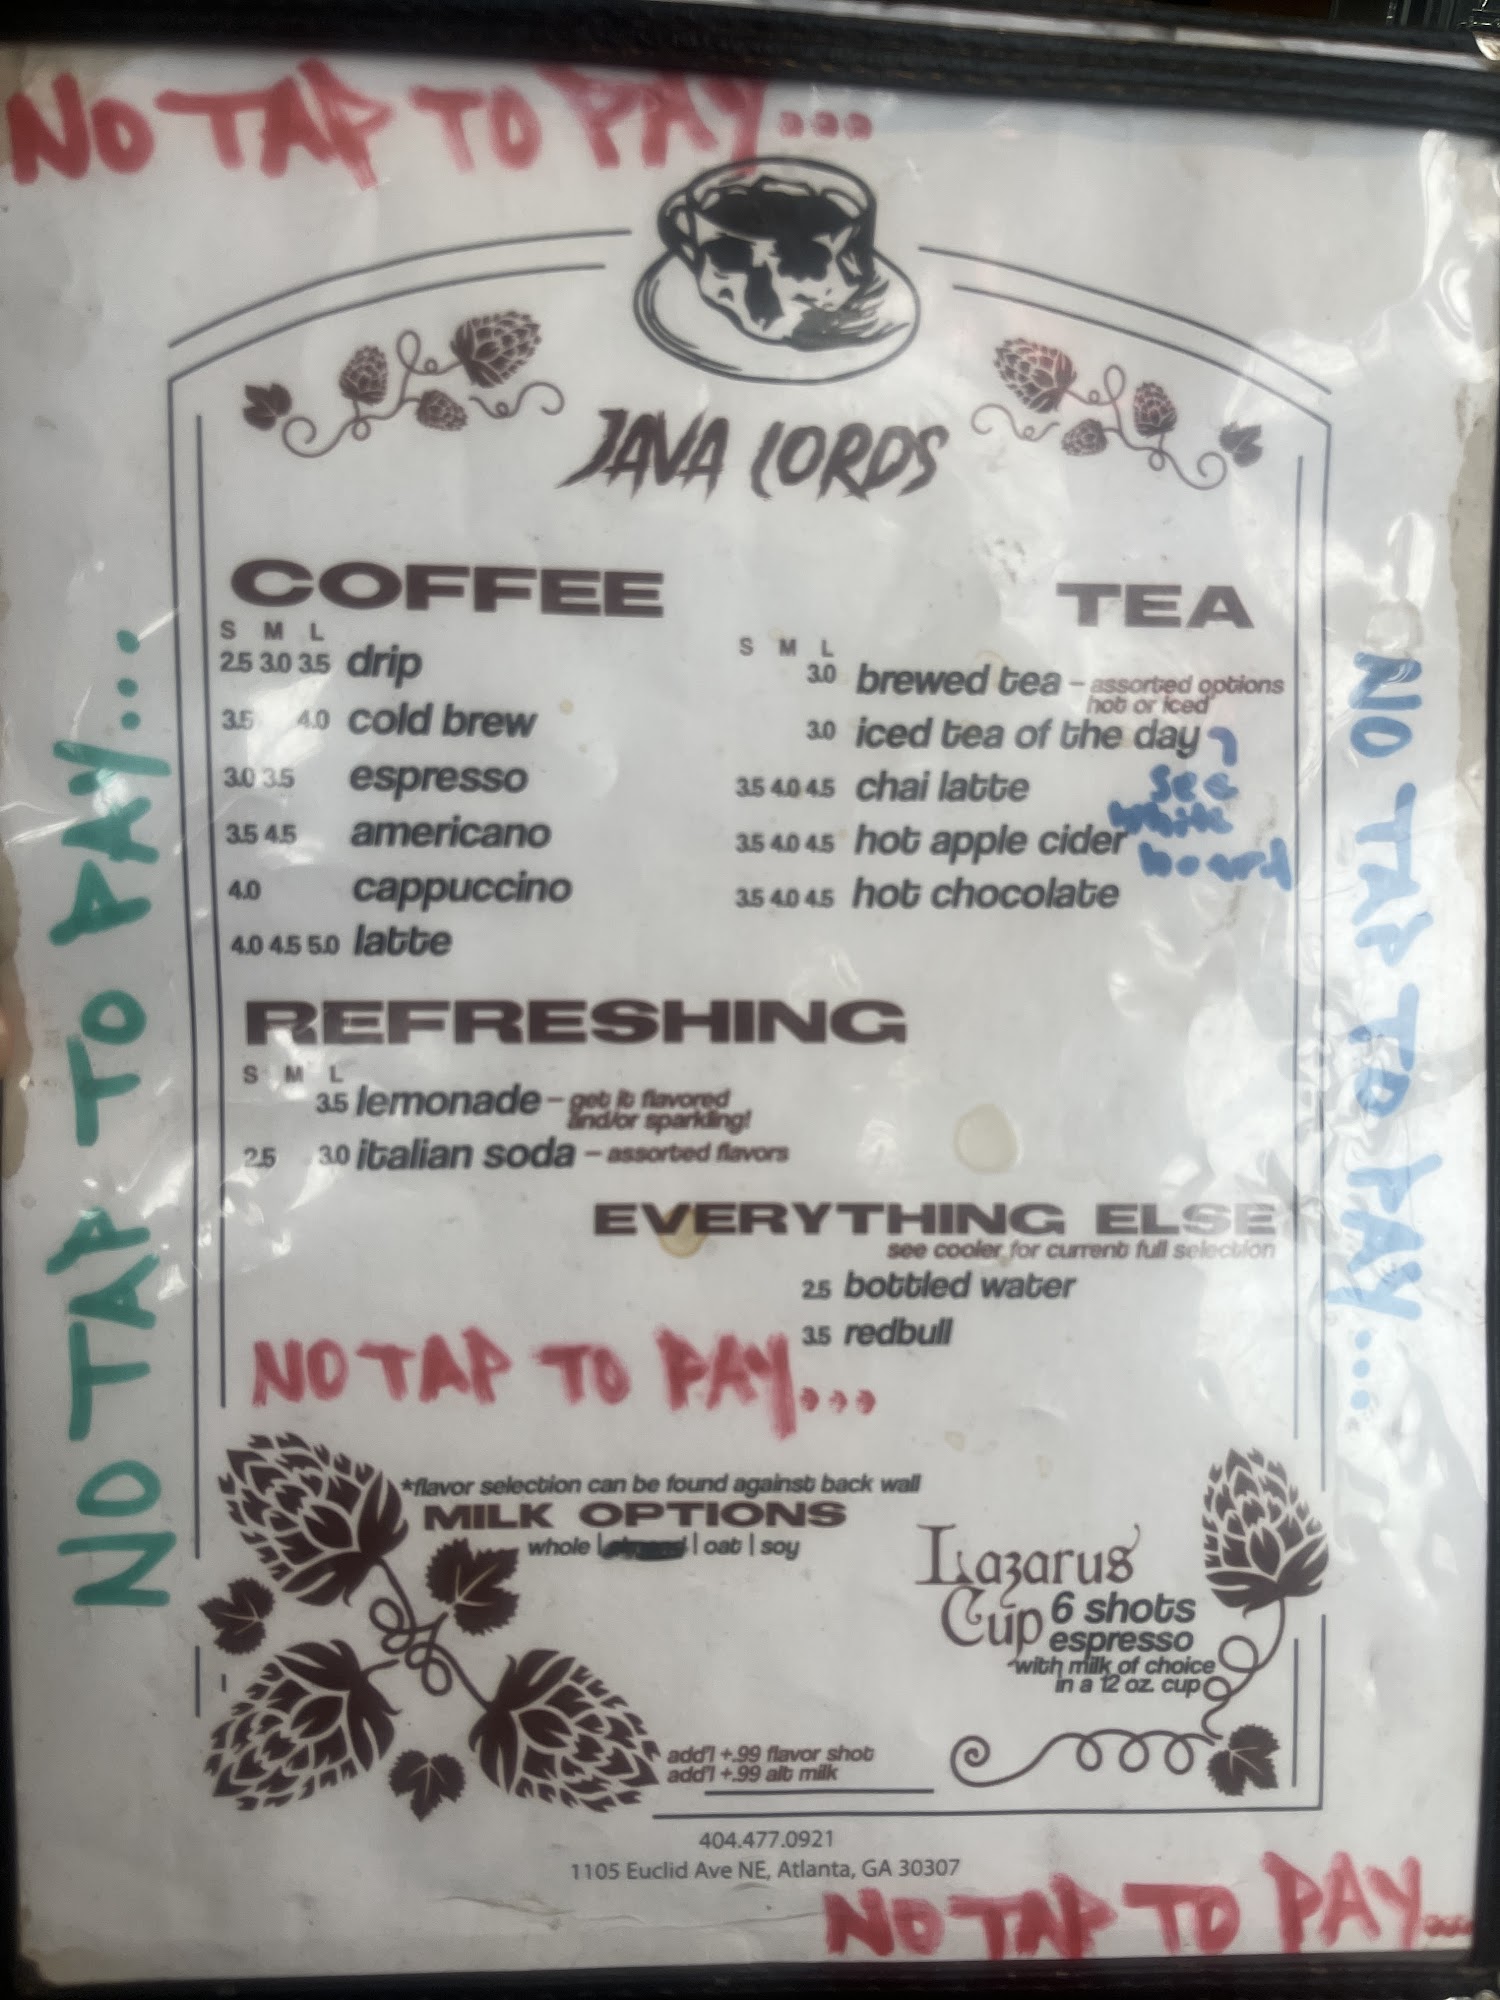 NO TAP TO PAY...
JAVA LORDS
COFFEE
S M L
2.5 3.0 3.5 drip
3.5 4.0 cold brew
3.0 3.5 espresso
3.5 4.5 americano
4.0 cappuccino
4.0 4.5 5.0 latte
TEA
S M L
3.0 brewed tea - assorted options
hot or iced
3.0 iced tea of the day
see
white
board
3.5 4.0 4.5 chai latte
3.5 4.0 4.5 hot apple cider
3.5 4.0 4.5 hot chocolate
REFRESHING
S M L
3.5 lemonade - get it flavored
and/or sparkling!
2.5 3.0 italian soda - assorted flavors
EVERYTHING ELSE
see cooler for current full selection
2.5 bottled water
3.5 redbull
NO TAP TO PAY...
NO TAP TO PAY...
NO TAP TO PAY...
*flavor selection can be found against back wall
MILK OPTIONS
whole | | oat | soy
Lazarus
Cup
6 shots
espresso
with milk of choice
in a 12 oz. cup
add'l +.99 flavor shot
add'l +.99 alt milk
404.477.0921
1105 Euclid Ave NE, Atlanta, GA 30307
NO TAP TO PAY...